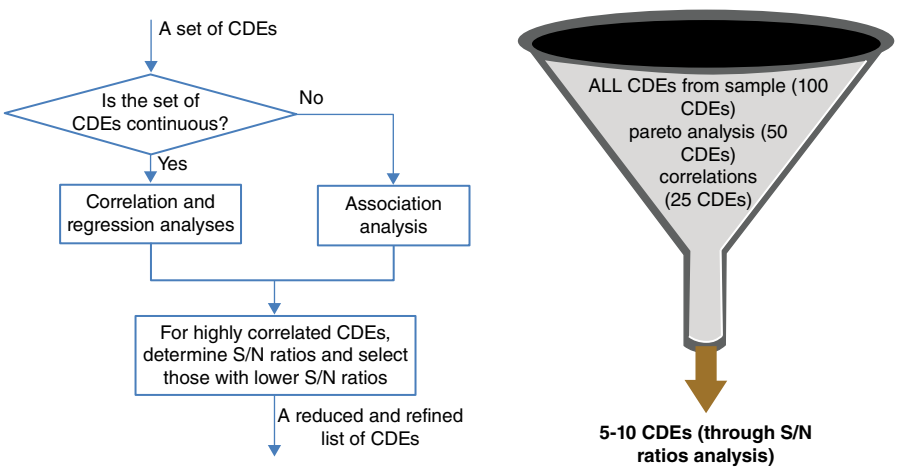 A set of CDEs
Is the set of
CDEs continuous?
No
Yes
Correlation and
regression analyses
Association
analysis
For highly correlated CDEs,
determine S/N ratios and select
those with lower S/N ratios
A reduced and refined
list of CDEs
ALL CDEs from sample (100
CDEs)
pareto analysis (50
CDEs)
correlations
(25 CDEs)
5-10 CDEs (through S/N
ratios analysis)